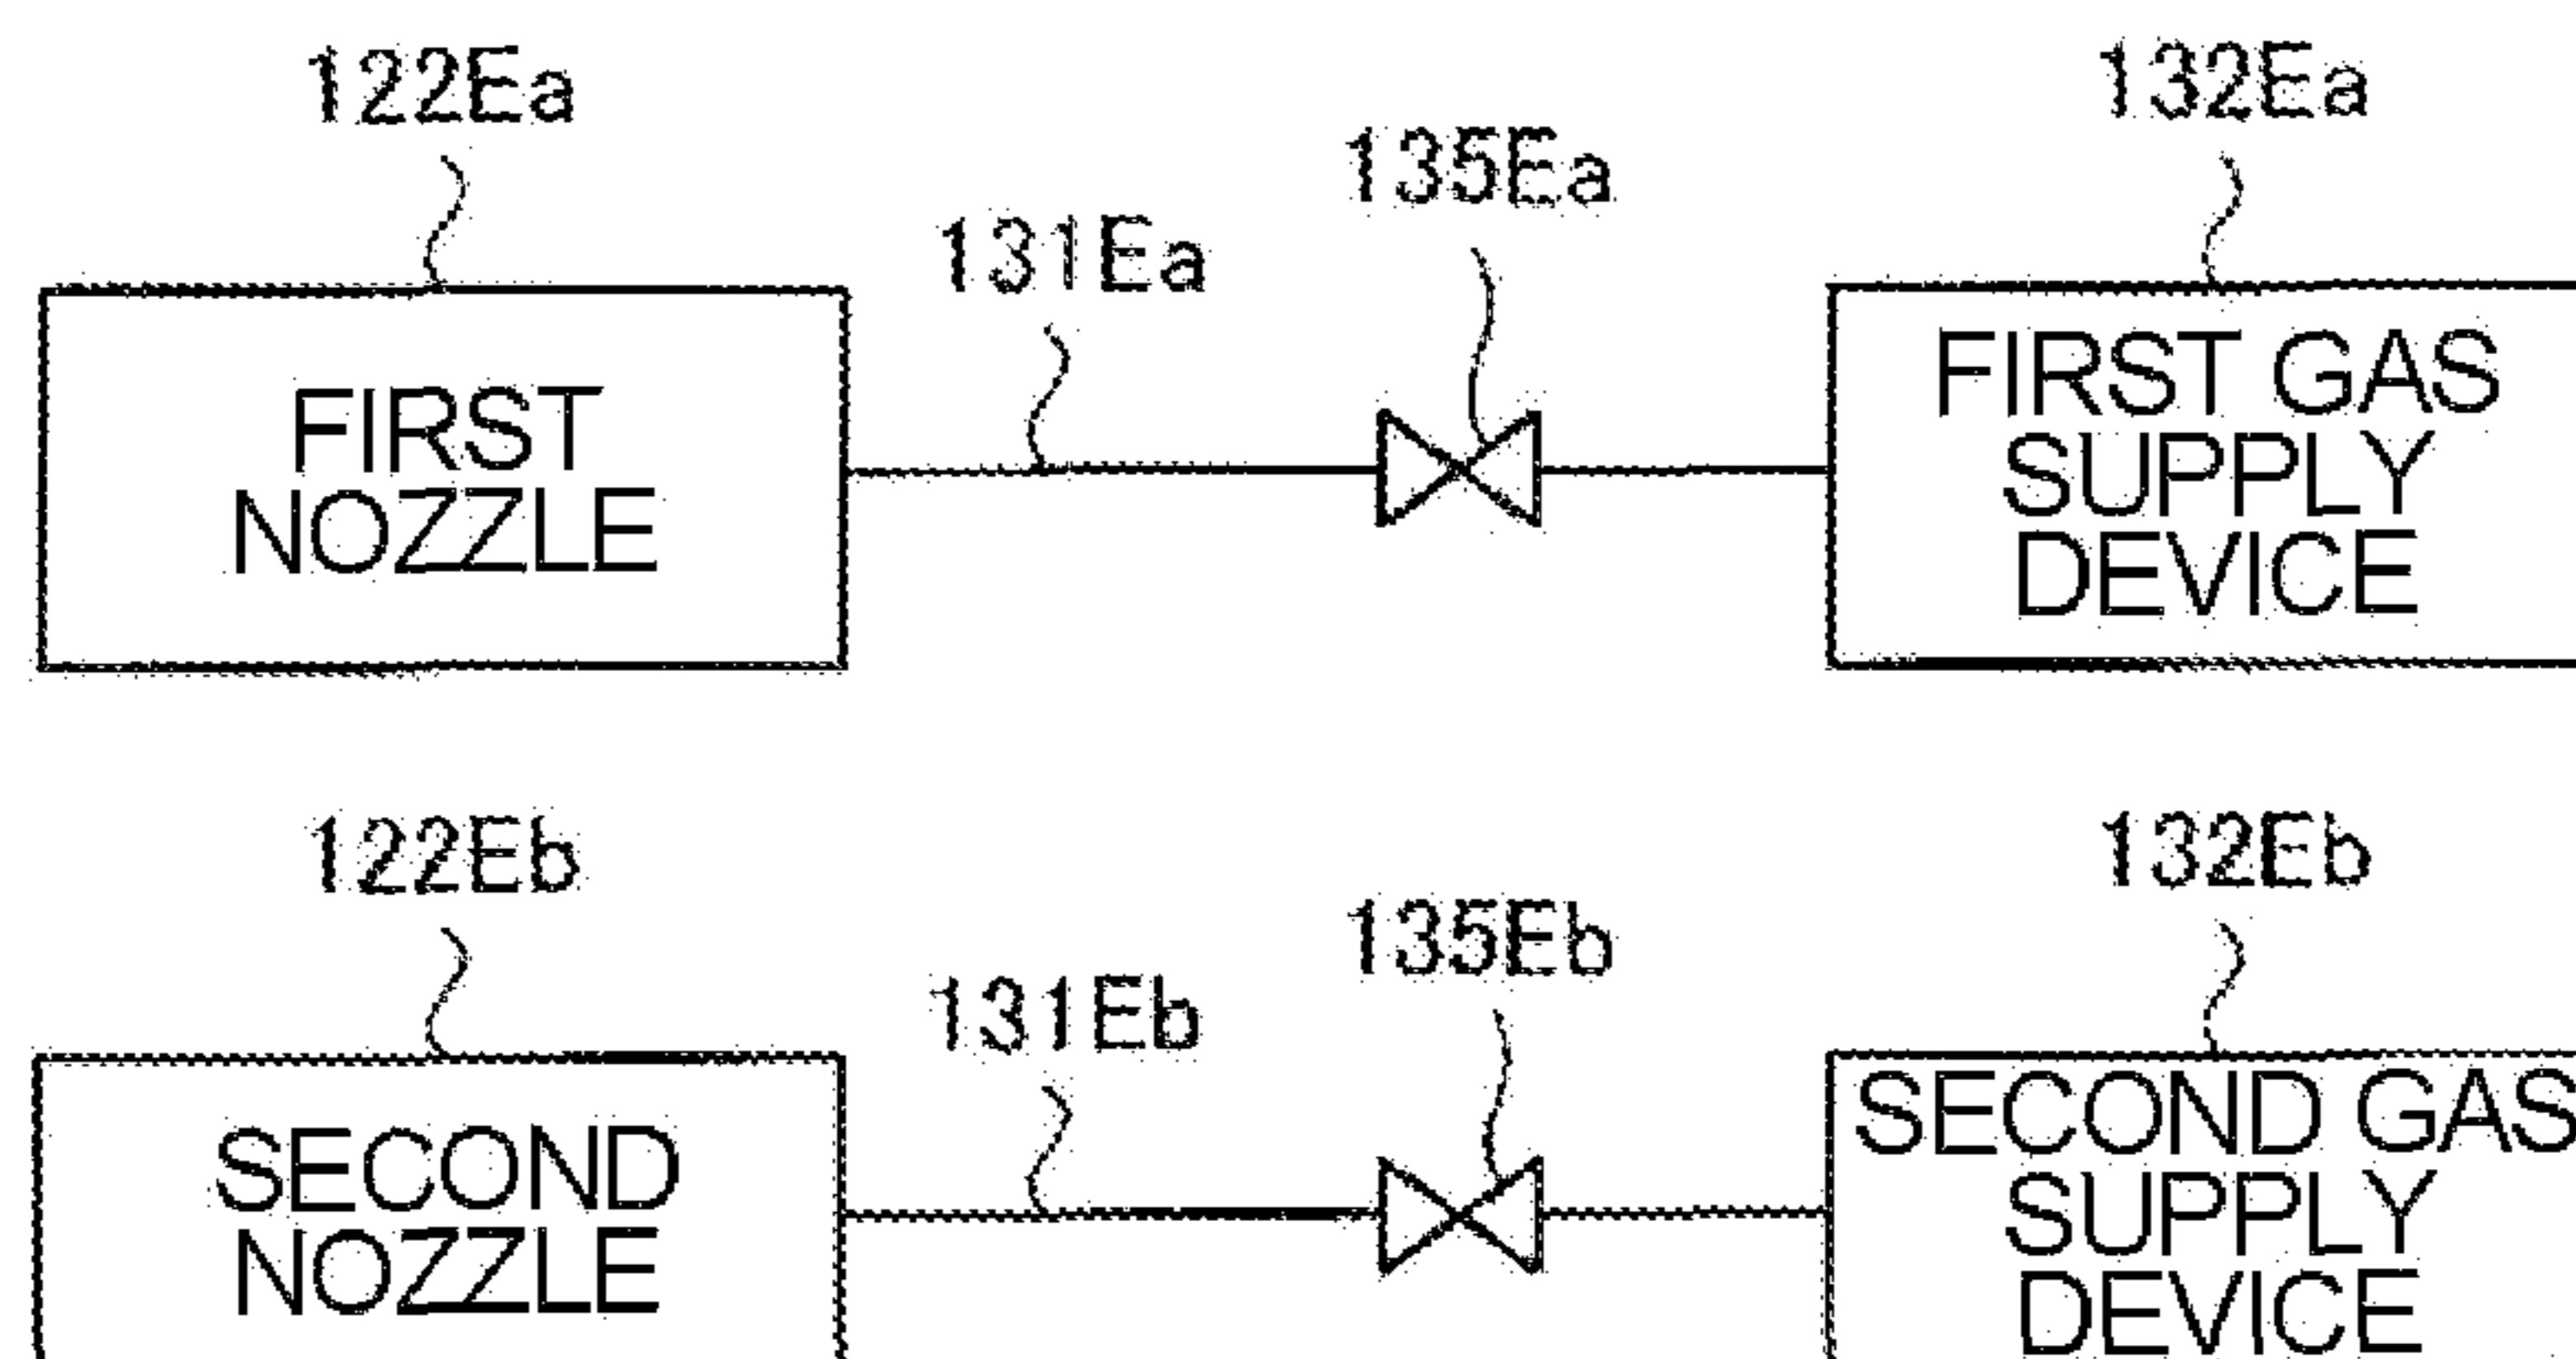 122Ea
131Ea
135Ea
132Ea
FIRST
NOZZLE
FIRST GAS
SUPPLY
DEVICE
122Eb
131Eb
135Eb
132Eb
SECOND
NOZZLE
SECOND GAS
SUPPLY
DEVICE